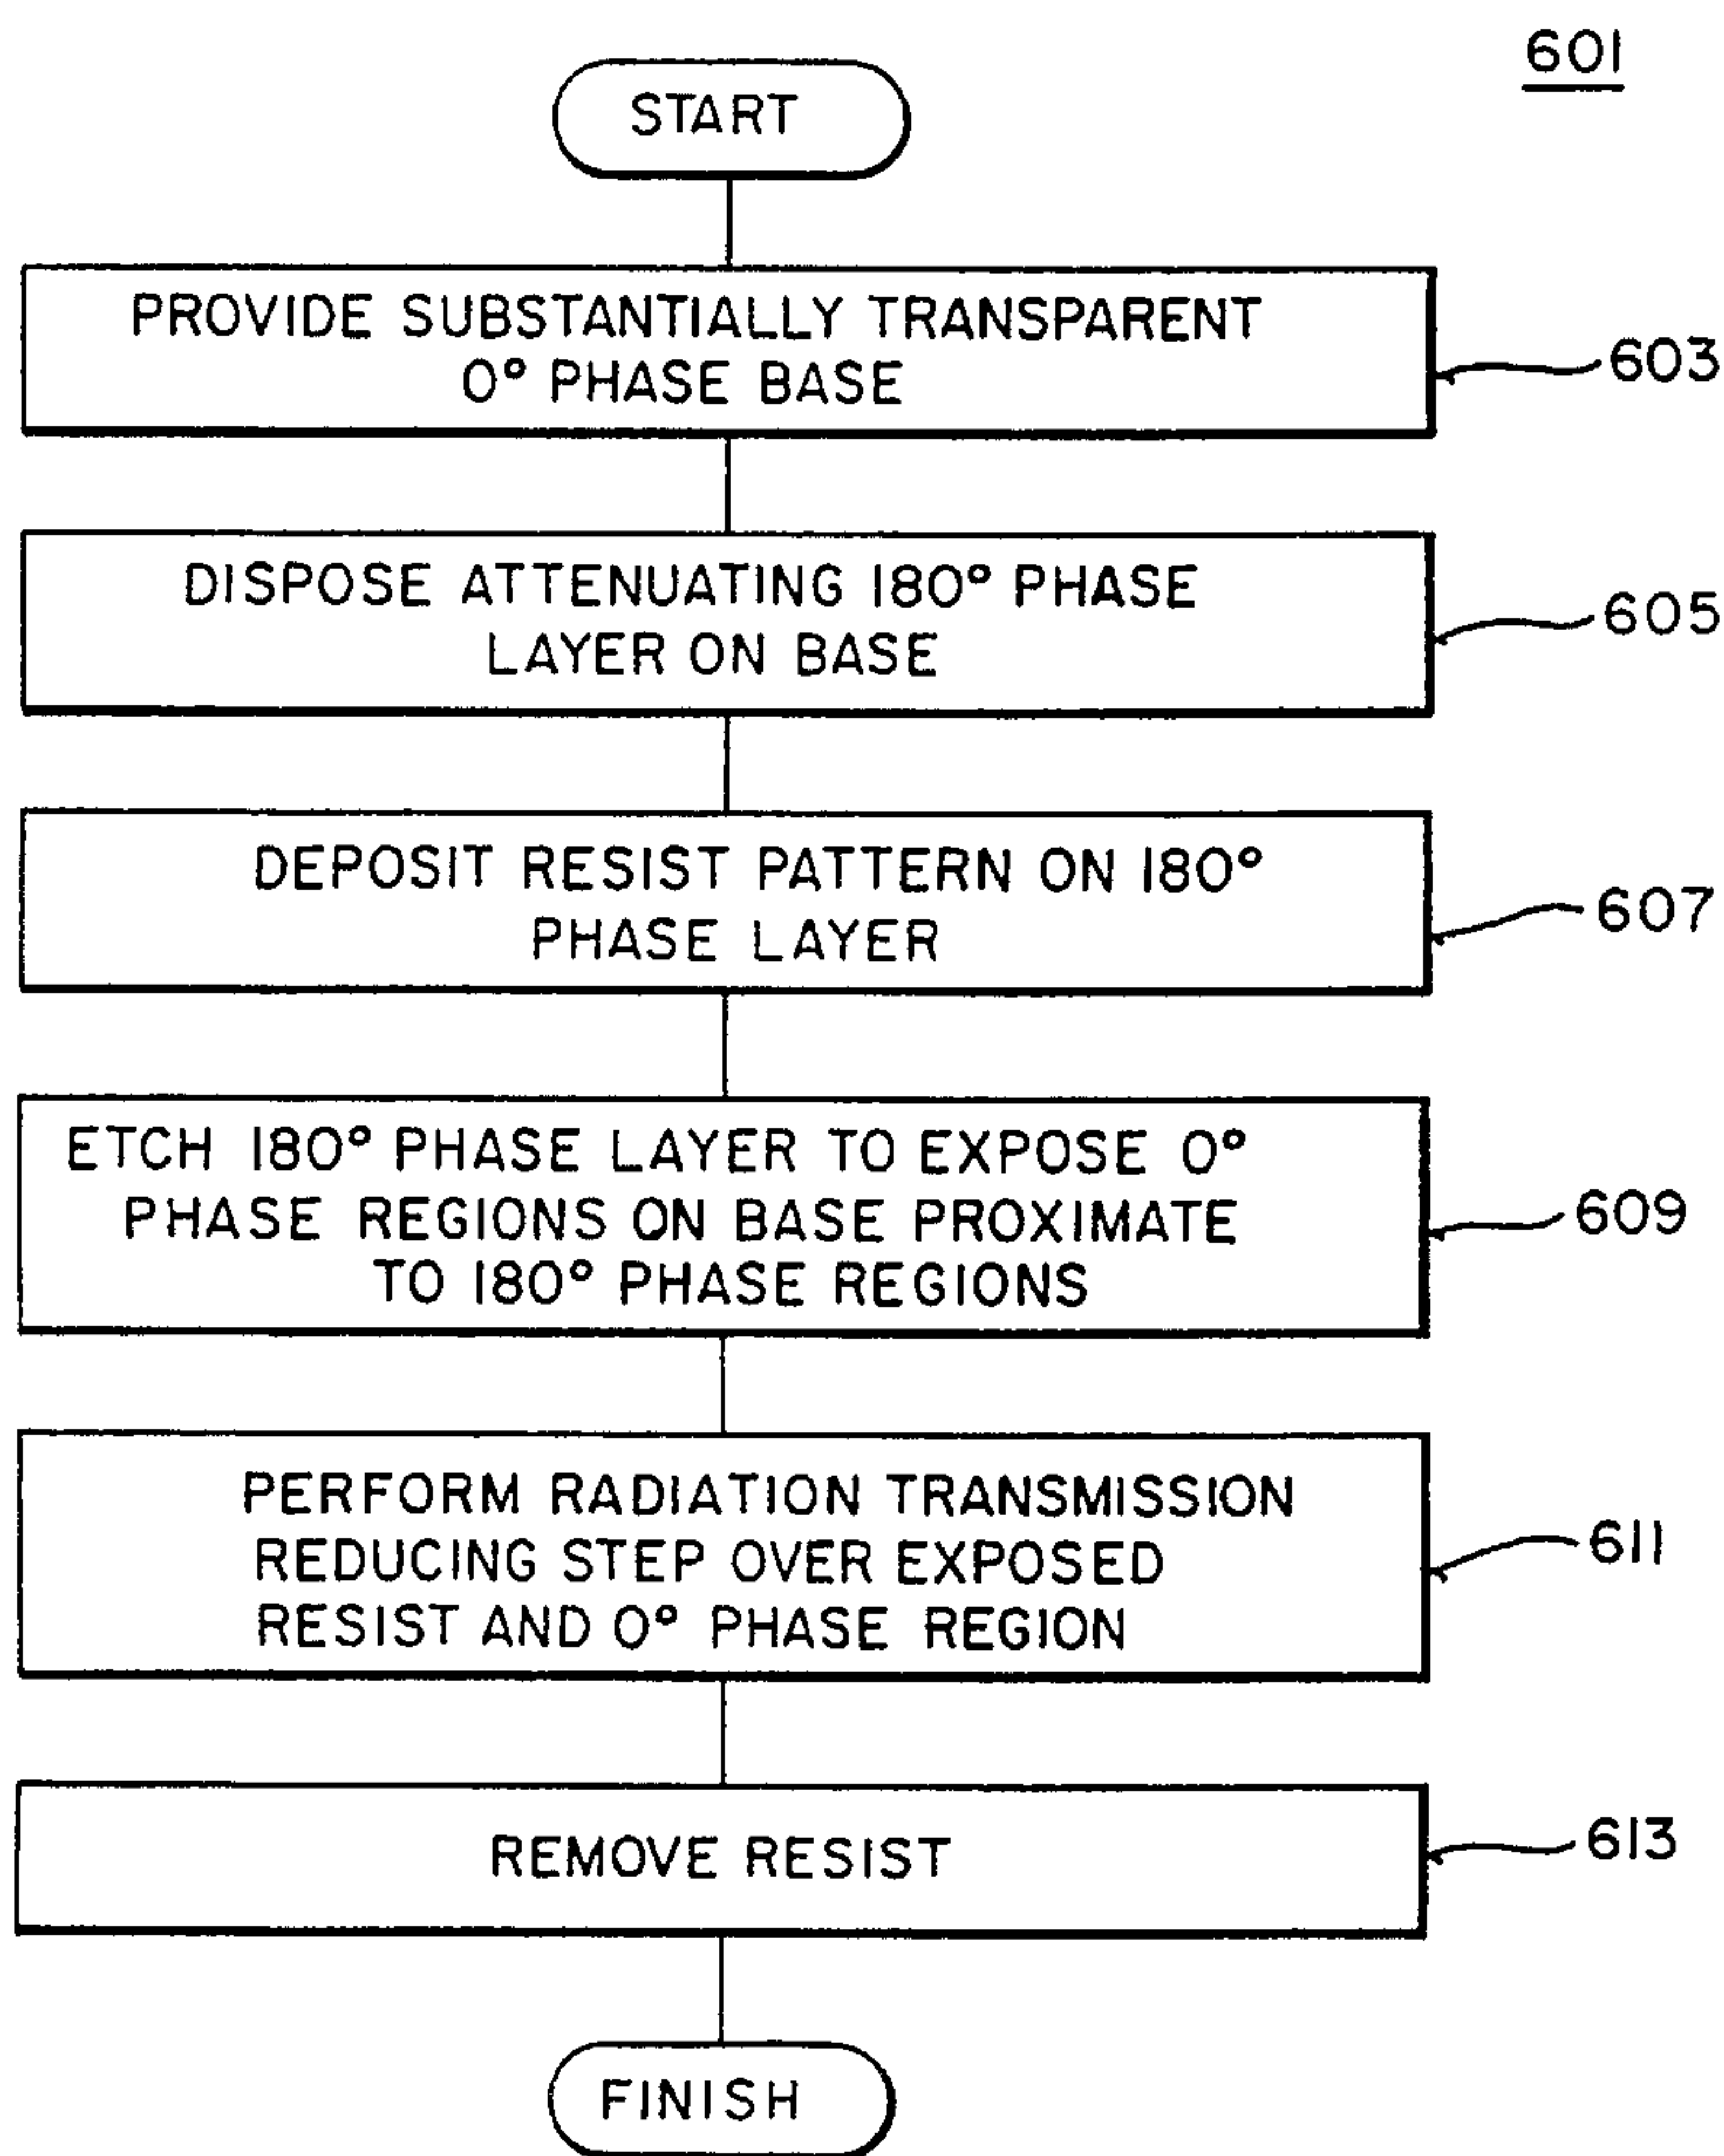 601
START
PROVIDE SUBSTANTIALLY TRANSPARENT
0° PHASE BASE
603
DISPOSE ATTENUATING 180° PHASE
LAYER ON BASE
605
DEPOSIT RESIST PATTERN ON 180°
PHASE LAYER
607
ETCH 180° PHASE LAYER TO EXPOSE 0°
PHASE REGIONS ON BASE PROXIMATE
TO 180° PHASE REGIONS
609
PERFORM RADIATION TRANSMISSION
REDUCING STEP OVER EXPOSED
RESIST AND 0° PHASE REGION
611
REMOVE RESIST
613
FINISH